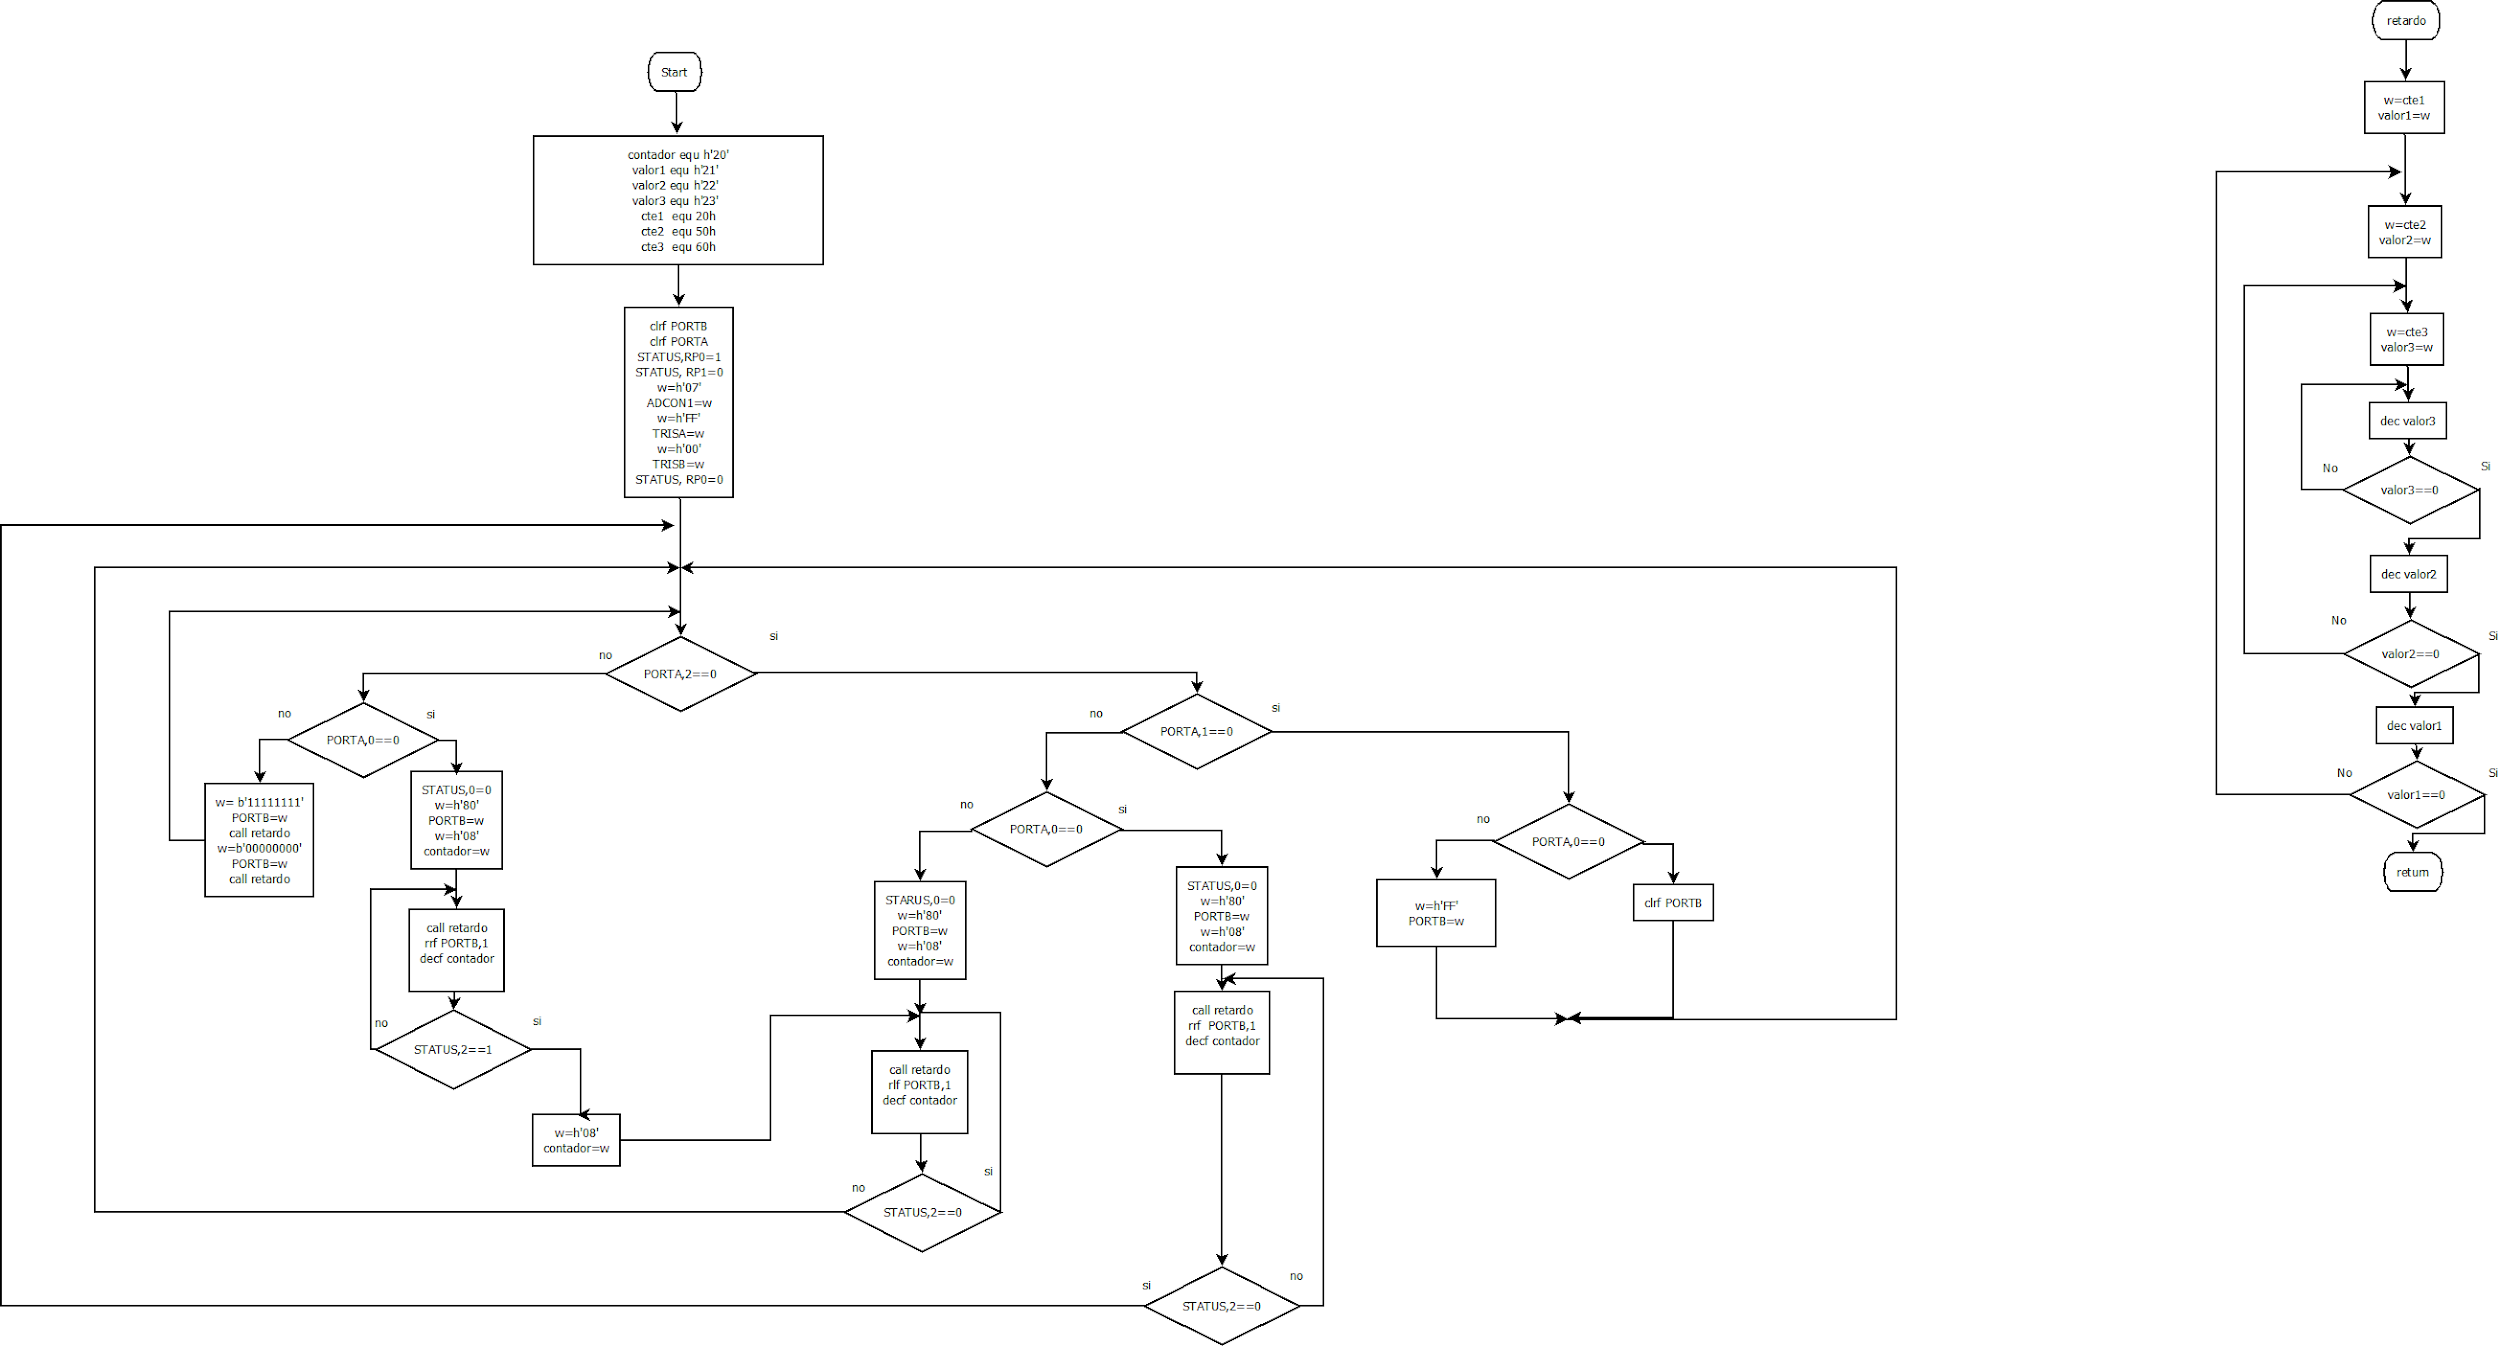 Start
contador equ h'20'
valor1 equ h'21'
valor2 equ h'22'
valor3 equ h'23'
cte1 equ 20h
cte2 equ 50h
cte3 equ 60h
clrf PORTB
clrf PORTA
STATUS,RP0=1
STATUS, RP1=0
w=h'07'
ADCON1=w
w=h'FF'
TRISA=w
w=h'00'
TRISB=w
STATUS, RP0=0
no
PORTA,2==0
si
no
PORTA,0==0
si
w= b'11111111'
PORTB=w
call retardo
w=b'00000000'
PORTB=w
call retardo
STATUS,0=0
w=h'80'
PORTB=w
w=h'08'
contador=w
call retardo
rrf PORTB,1
decf contador
no
STATUS,2==1
si
w=h'08'
contador=w
no
PORTA,1==0
si
no
PORTA,0==0
si
STARUS,0=0
w=h'80'
PORTB=w
w=h'08'
contador=w
call retardo
rlf PORTB,1
decf contador
no
STATUS,2==0
si
STATUS,0=0
w=h'80'
PORTB=w
w=h'08'
contador=w
call retardo
rrf PORTB,1
decf contador
si
STATUS,2==0
no
no
PORTA,0==0
w=h'FF'
PORTB=w
clrf PORTB
retardo
w=cte1
valor1=w
w=cte2
valor2=w
w=cte3
valor3=w
dec valor3
No
valor3==0
Si
dec valor2
No
valor2==0
Si
dec valor1
No
valor1==0
Si
return